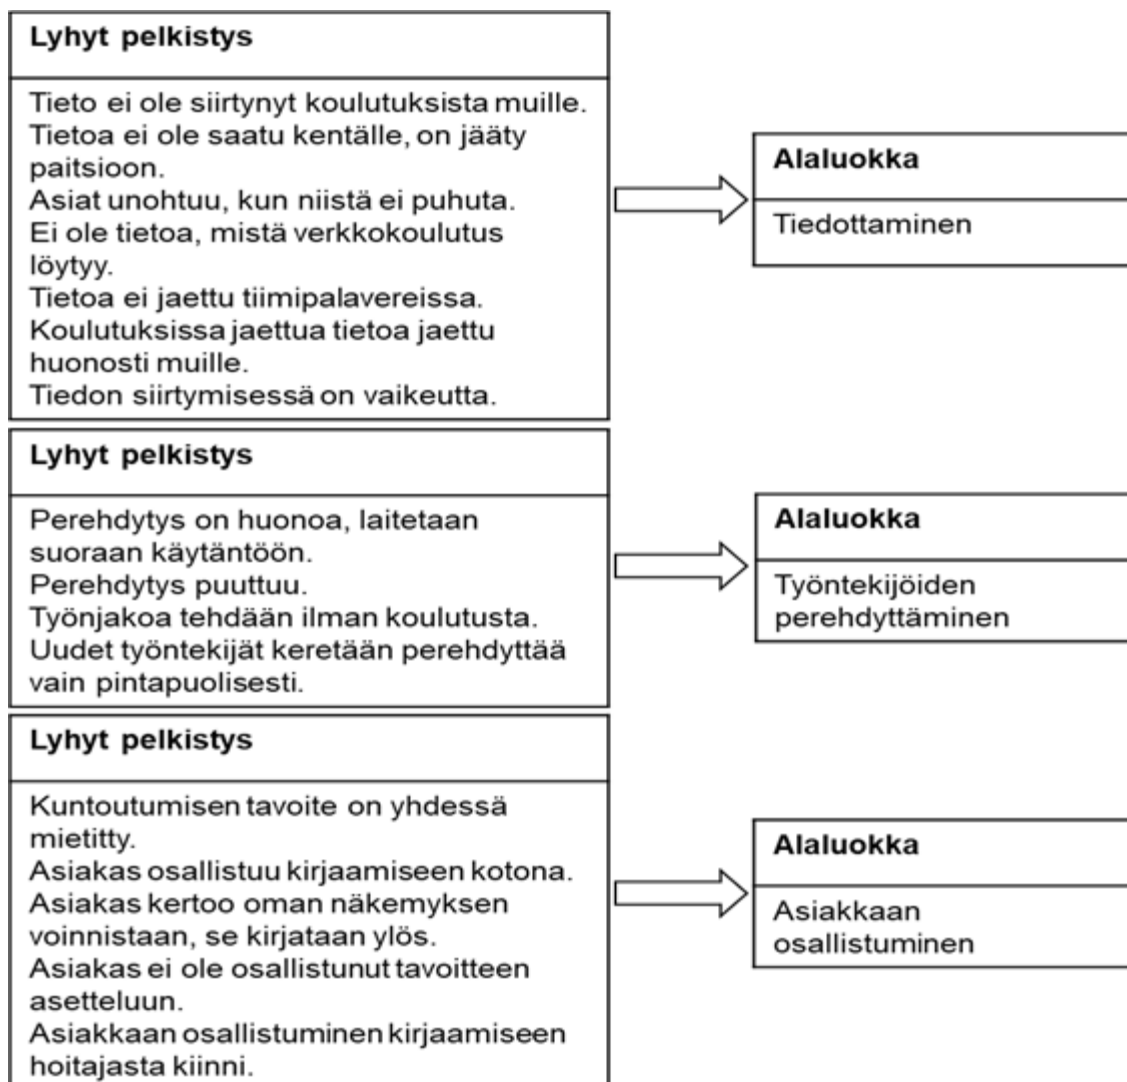 Lyhyt pelkistys
Tieto ei ole siirtynyt koulutuksista muille.
Tietoa ei ole saatu kentälle, on jääty
paitsioon.
Asiat unohtuu, kun niistä ei puhuta.
Ei ole tietoa, mistä verkkokoulutus
löytyy.
Tietoa ei jaettu tiimipalavereissa.
Koulutuksissa jaettua tietoa jaettu
huonosti muille.
Tiedon siirtymisessä on vaikeutta.
Alaluokka
Tiedottaminen
Lyhyt pelkistys
Perehdytys on huonoa, laitetaan
suoraan käytäntöön.
Perehdytys puuttuu.
Työnjakoa tehdään ilman koulutusta.
Uudet työntekijät keretään perehdyttää
vain pintapuolisesti.
Alaluokka
Työntekijöiden
perehdyttäminen
Lyhyt pelkistys
Kuntoutumisen tavoite on yhdessä
mietitty.
Asiakas osallistuu kirjaamiseen kotona.
Asiakas kertoo oman näkemyksen
voinnistaan, se kirjataan ylös.
Asiakas ei ole osallistunut tavoitteen
asetteluun.
Asiakkaan osallistuminen kirjaamiseen
hoitajasta kiinni.
Alaluokka
Asiakkaan
osallistuminen